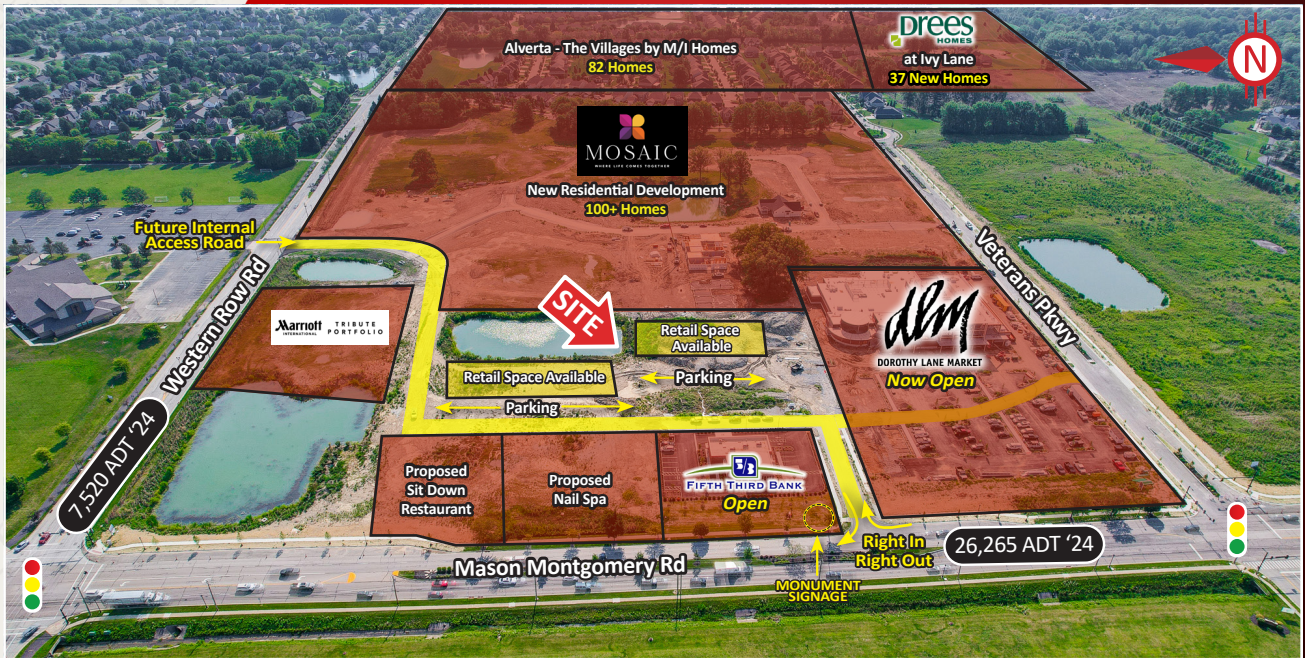 Alverta - The Villages by M/I Homes
82 Homes
Drees
HOMES
at Ivy Lane
37 New Homes
N
MOSAIC
WHERE LIFE COMES TOGETHER
New Residential Development
100+ Homes
Future Internal
Access Road
Western Row Rd
7,520 ADT ‘24
Veterans Pkwy
Marriott
INTERNATIONAL
TRIBUTE
PORTFOLIO
SITE
Retail Space
Available
Parking
Retail Space Available
Parking
dlm
DOROTHY LANE MARKET
Now Open
Proposed
Sit Down
Restaurant
Proposed
Nail Spa
5/3
FIFTH THIRD BANK
Open
Right In
Right Out
26,265 ADT ‘24
MONUMENT
SIGNAGE
Mason Montgomery Rd